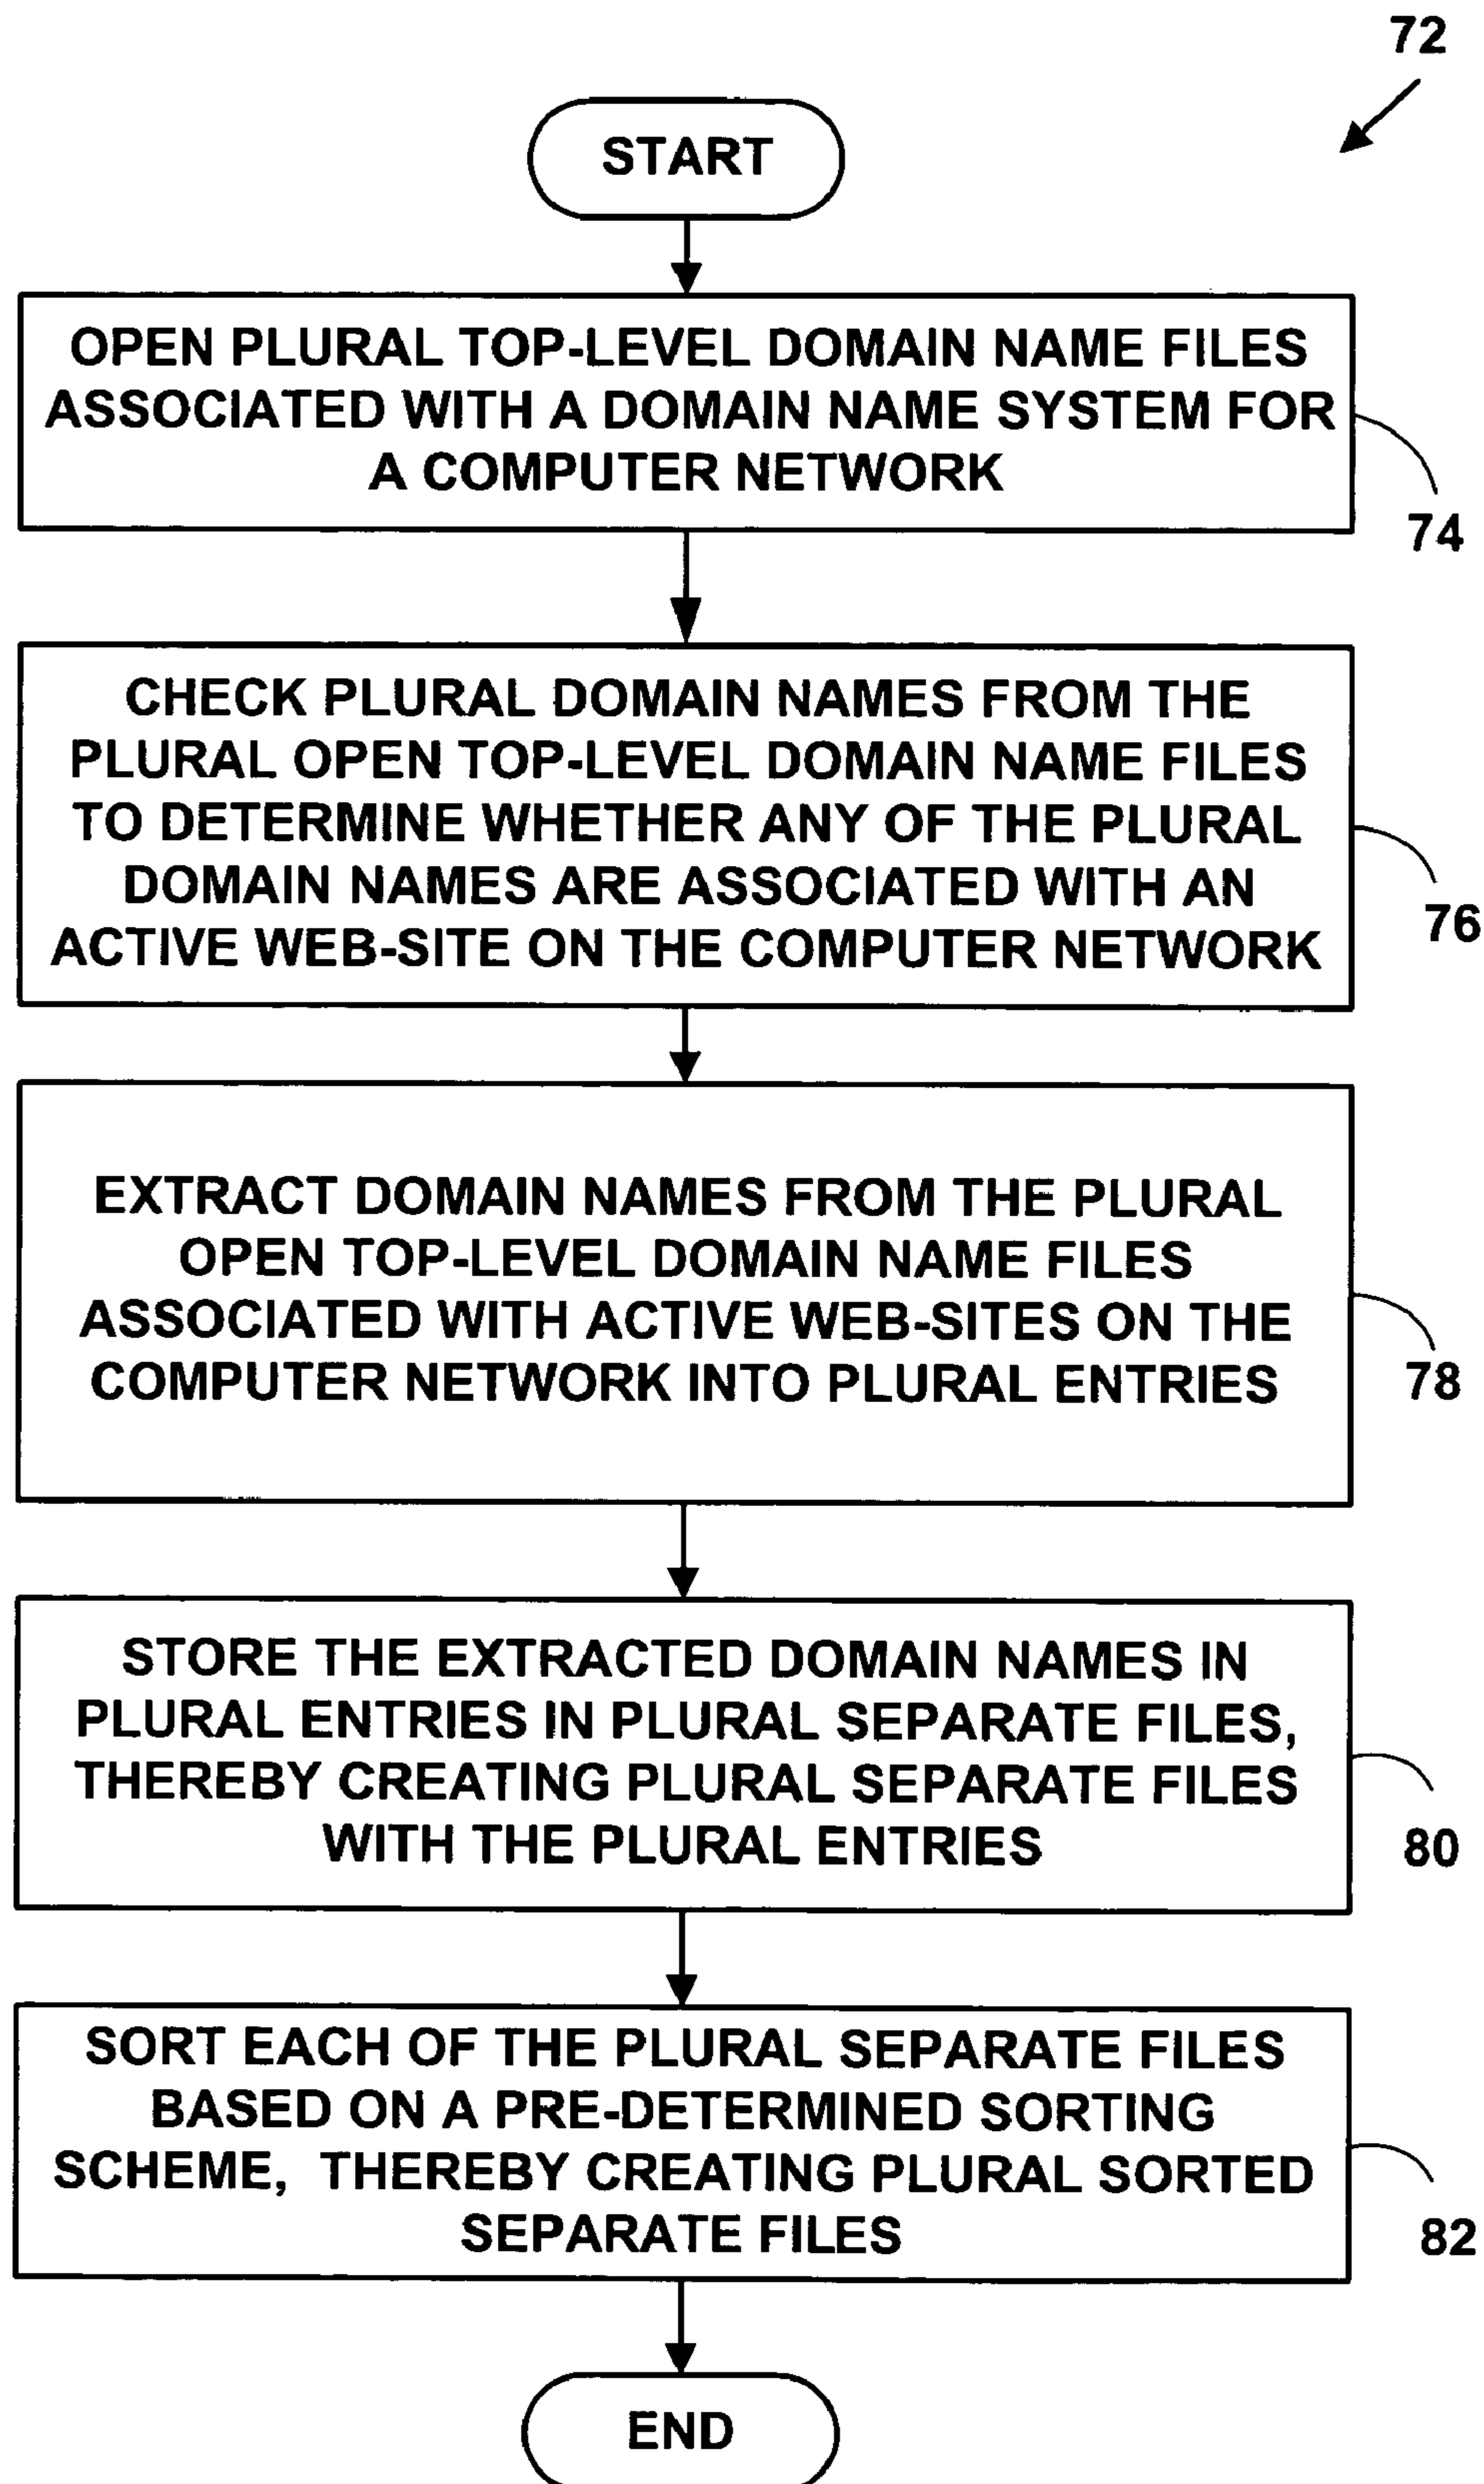 72
START
OPEN PLURAL TOP-LEVEL DOMAIN NAME FILES
ASSOCIATED WITH A DOMAIN NAME SYSTEM FOR
A COMPUTER NETWORK
74
CHECK PLURAL DOMAIN NAMES FROM THE
PLURAL OPEN TOP-LEVEL DOMAIN NAME FILES
TO DETERMINE WHETHER ANY OF THE PLURAL
DOMAIN NAMES ARE ASSOCIATED WITH AN
ACTIVE WEB-SITE ON THE COMPUTER NETWORK
76
EXTRACT DOMAIN NAMES FROM THE PLURAL
OPEN TOP-LEVEL DOMAIN NAME FILES
ASSOCIATED WITH ACTIVE WEB-SITES ON THE
COMPUTER NETWORK INTO PLURAL ENTRIES
78
STORE THE EXTRACTED DOMAIN NAMES IN
PLURAL ENTRIES IN PLURAL SEPARATE FILES,
THEREBY CREATING PLURAL SEPARATE FILES
WITH THE PLURAL ENTRIES
80
SORT EACH OF THE PLURAL SEPARATE FILES
BASED ON A PRE-DETERMINED SORTING
SCHEME, THEREBY CREATING PLURAL SORTED
SEPARATE FILES
82
END